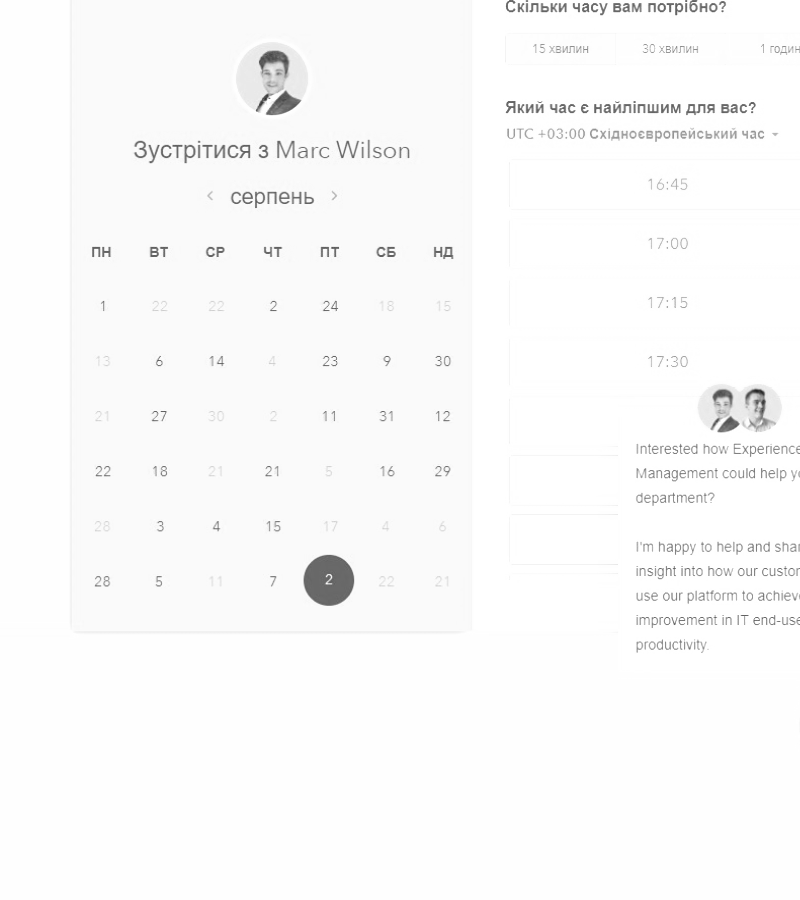 Скільки часу вам потрібно?
15 хвилин 30 хвилин 1 годин
Який час є найліпшим для вас?
UTC +03:00 Східноєвропейський час
16:45
17:00
17:15
17:30
Зустрітися з Marc Wilson
серпень
ПН ВТ СР ЧТ ПТ СБ НД
1 22 22 2 24 18 15
13 6 14 4 23 9 30
21 27 30 2 11 31 12
22 18 21 21 5 16 29
28 3 4 15 17 4 6
28 5 11 7 2 22 21
Interested how Experience
Management could help yo
department?
I'm happy to help and shar
insight into how our custom
use our platform to achieve
improvement in IT end-use
productivity.